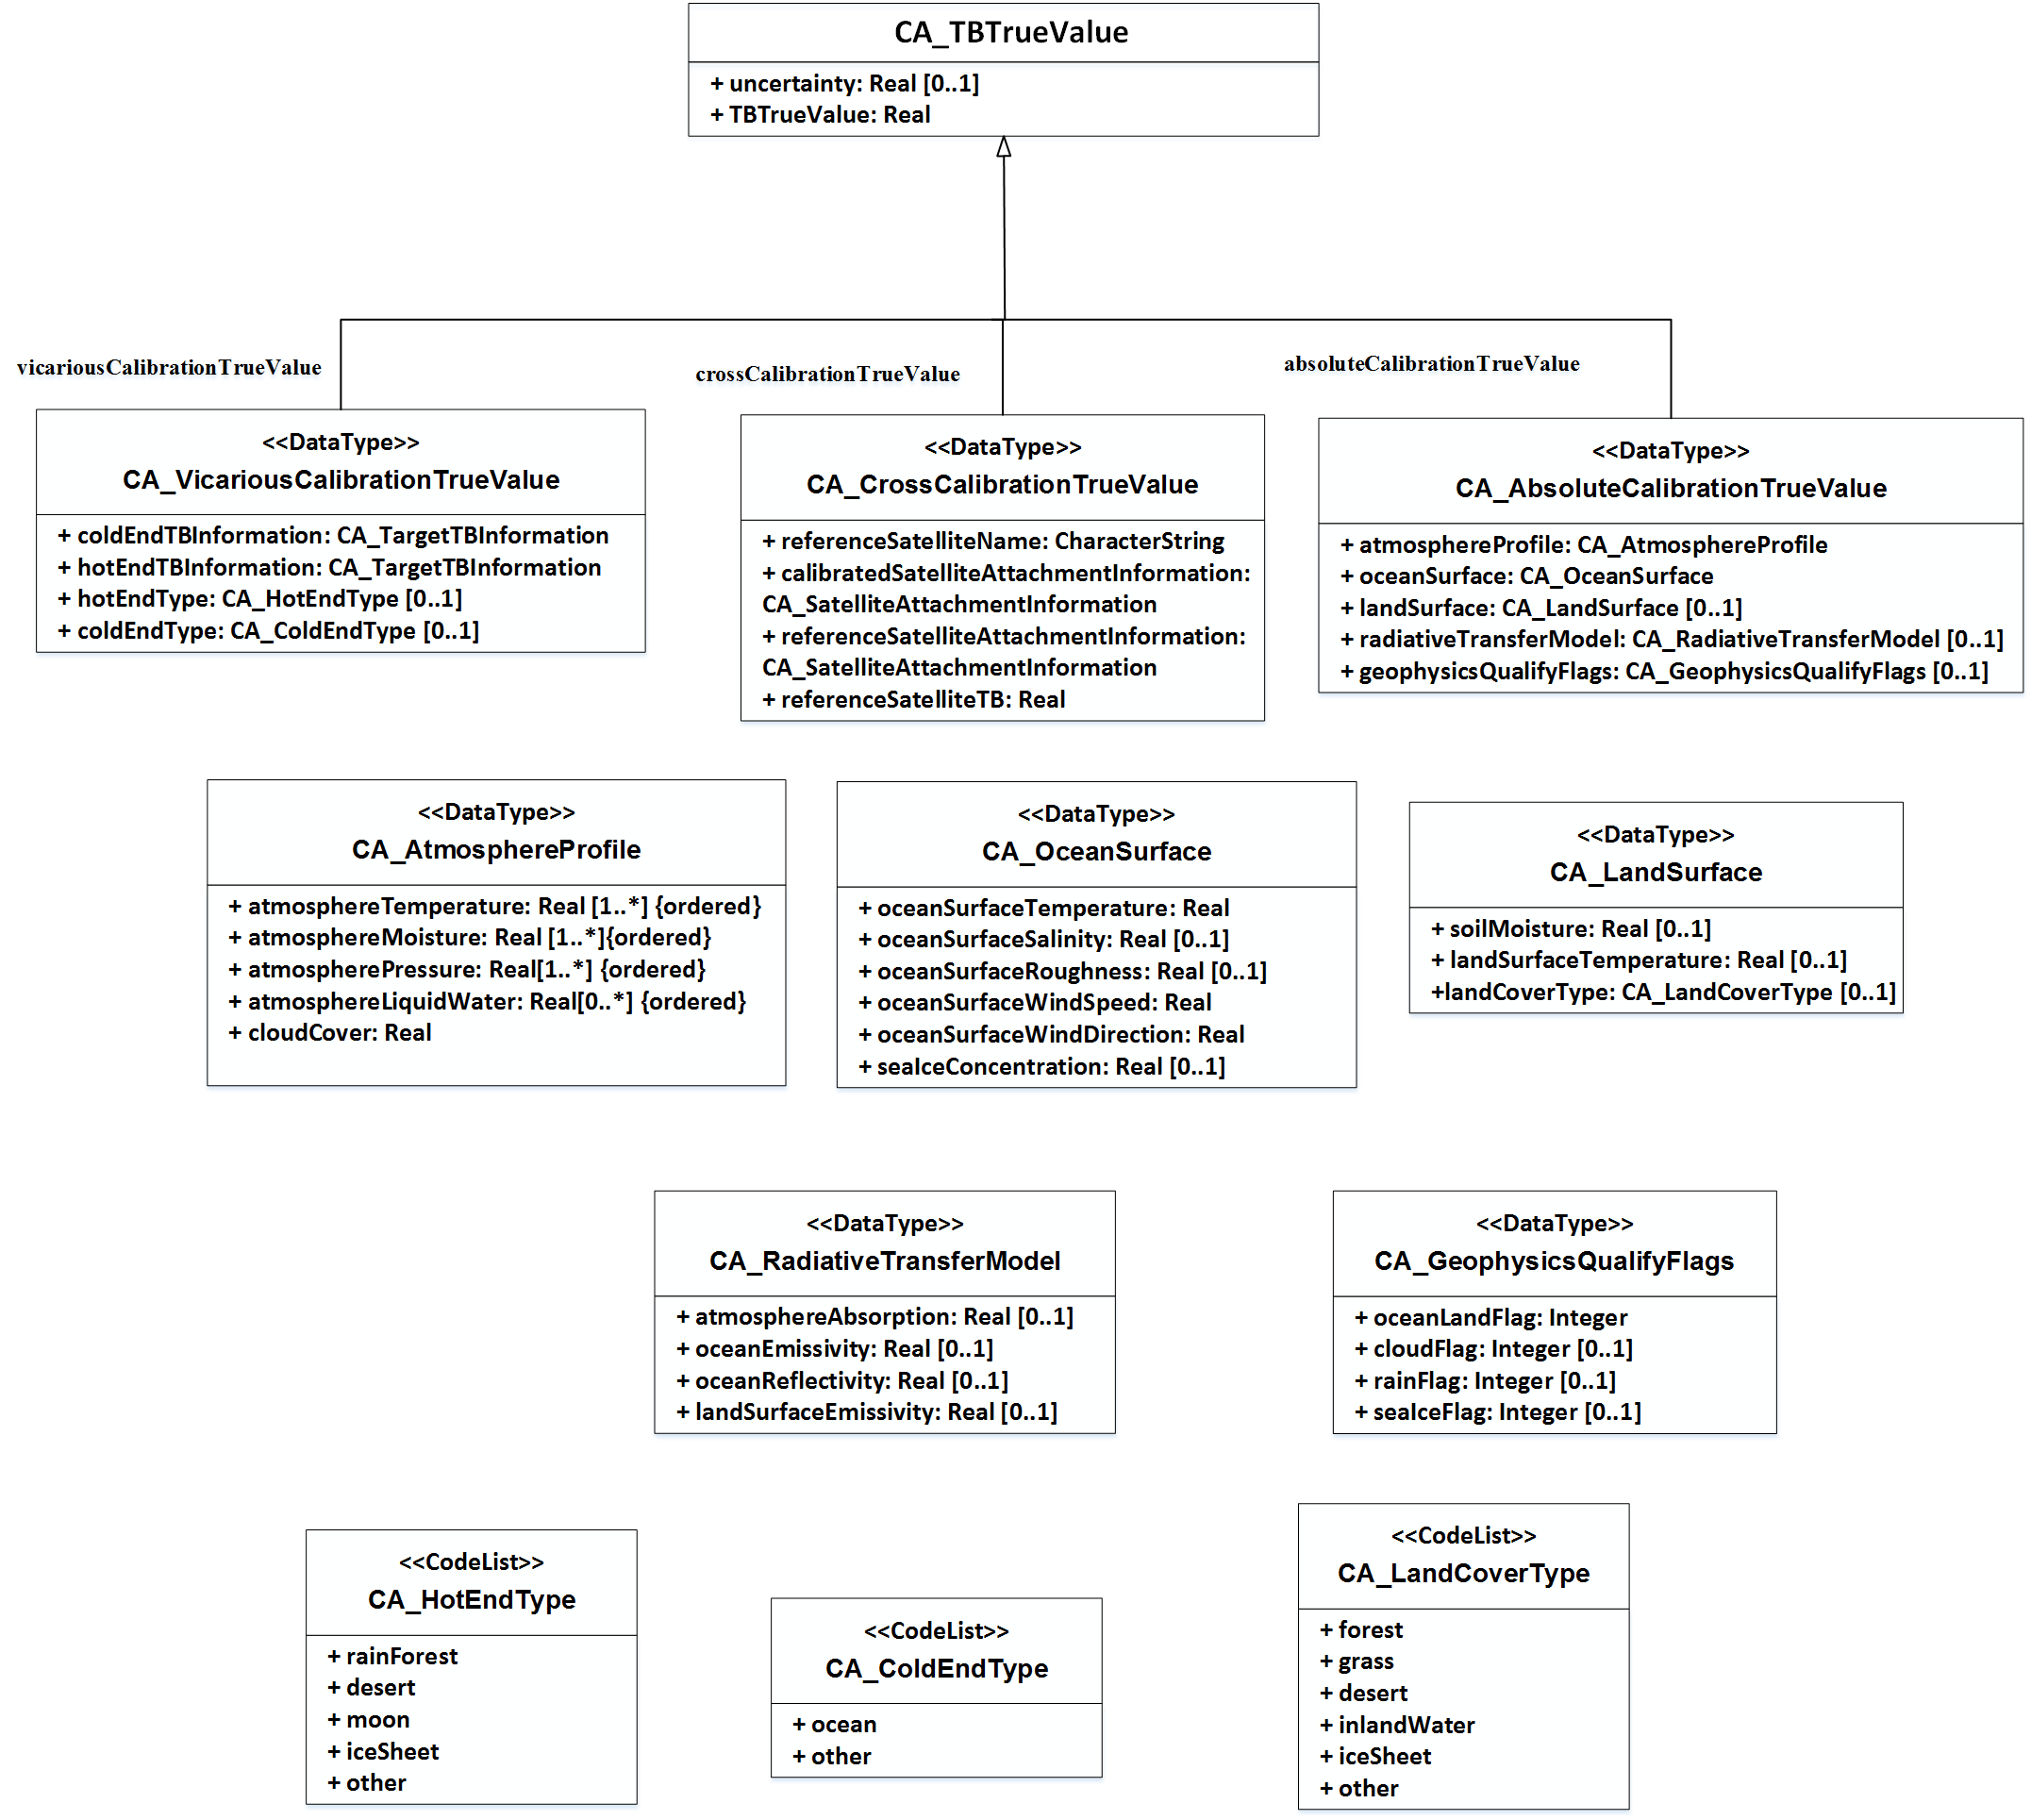 CA_TBTrueValue
+ uncertainty: Real [0..1]
+ TBTrueValue: Real
vicariousCalibrationTrueValue
crossCalibrationTrueValue
absoluteCalibrationTrueValue
<<DataType>>
CA_VicariousCalibrationTrueValue
+ coldEndTBInformation: CA_TargetTBInformation
+ hotEndTBInformation: CA_TargetTBInformation
+ hotEndType: CA_HotEndType [0..1]
+ coldEndType: CA_ColdEndType [0..1]
<<DataType>>
CA_CrossCalibrationTrueValue
+ referenceSatelliteName: CharacterString
+ calibratedSatelliteAttachmentInformation:
CA_SatelliteAttachmentInformation
+ referenceSatelliteAttachmentInformation:
CA_SatelliteAttachmentInformation
+ referenceSatelliteTB: Real
<<DataType>>
CA_AbsoluteCalibrationTrueValue
+ atmosphereProfile: CA_AtmosphereProfile
+ oceanSurface: CA_OceanSurface
+ landSurface: CA_LandSurface [0..1]
+ radiativeTransferModel: CA_RadiativeTransferModel [0..1]
+ geophysicsQualifyFlags: CA_GeophysicsQualifyFlags [0..1]
<<DataType>>
CA_AtmosphereProfile
+ atmosphereTemperature: Real [1..*] {ordered}
+ atmosphereMoisture: Real [1..*]{ordered}
+ atmospherePressure: Real[1..*] {ordered}
+ atmosphereLiquidWater: Real[0..*] {ordered}
+ cloudCover: Real
<<DataType>>
CA_OceanSurface
+ oceanSurfaceTemperature: Real
+ oceanSurfaceSalinity: Real [0..1]
+ oceanSurfaceRoughness: Real [0..1]
+ oceanSurfaceWindSpeed: Real
+ oceanSurfaceWindDirection: Real
+ seaIceConcentration: Real [0..1]
<<DataType>>
CA_LandSurface
+ soilMoisture: Real [0..1]
+ landSurfaceTemperature: Real [0..1]
+landCoverType: CA_LandCoverType [0..1]
<<DataType>>
CA_RadiativeTransferModel
+ atmosphereAbsorption: Real [0..1]
+ oceanEmissivity: Real [0..1]
+ oceanReflectivity: Real [0..1]
+ landSurfaceEmissivity: Real [0..1]
<<DataType>>
CA_GeophysicsQualifyFlags
+ oceanLandFlag: Integer
+ cloudFlag: Integer [0..1]
+ rainFlag: Integer [0..1]
+ seaIceFlag: Integer [0..1]
<<CodeList>>
CA_HotEndType
+ rainForest
+ desert
+ moon
+ iceSheet
+ other
<<CodeList>>
CA_ColdEndType
+ ocean
+ other
<<CodeList>>
CA_LandCoverType
+ forest
+ grass
+ desert
+ inlandWater
+ iceSheet
+ other